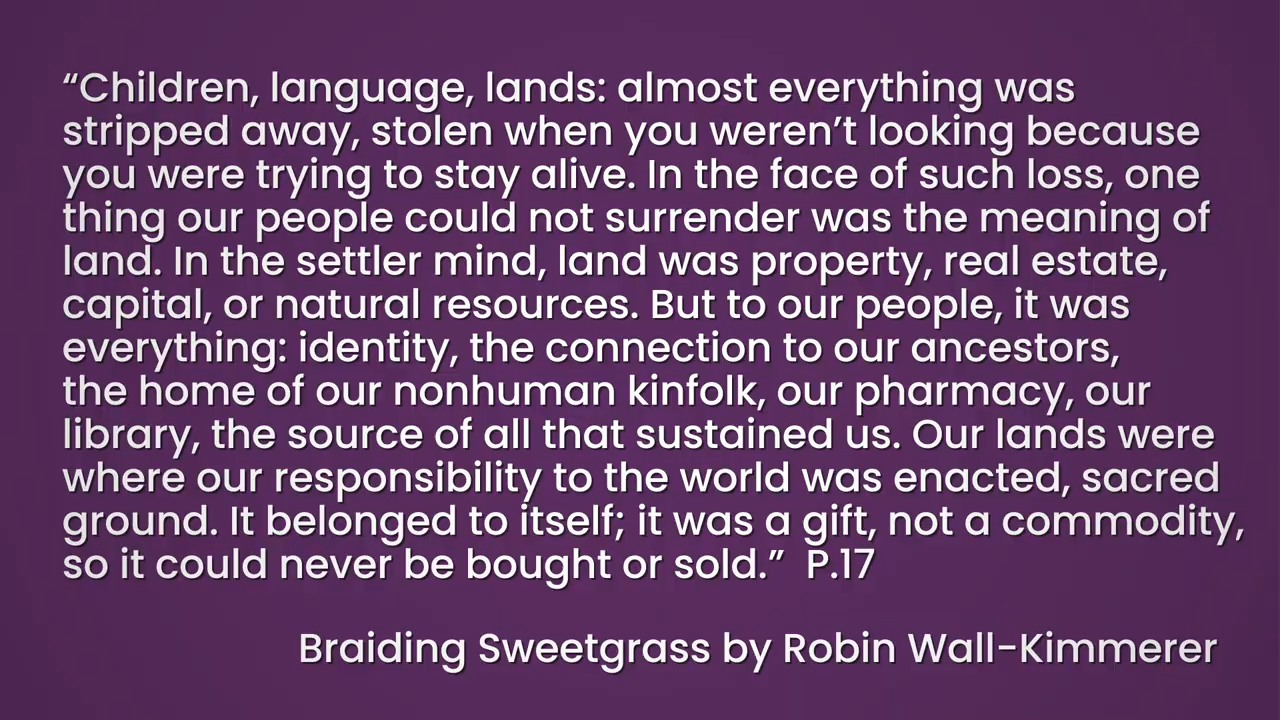 “Children, language, lands: almost everything was
stripped away, stolen when you weren’t looking because
you were trying to stay alive. In the face of such loss, one
thing our people could not surrender was the meaning of
land. In the settler mind, land was property, real estate,
capital, or natural resources. But to our people, it was
everything: identity, the connection to our ancestors,
the home of our nonhuman kinfolk, our pharmacy, our
library, the source of all that sustained us. Our lands were
where our responsibility to the world was enacted, sacred
ground. It belonged to itself; it was a gift, not a commodity,
so it could never be bought or sold.”  P.17
Braiding Sweetgrass by Robin Wall-Kimmerer